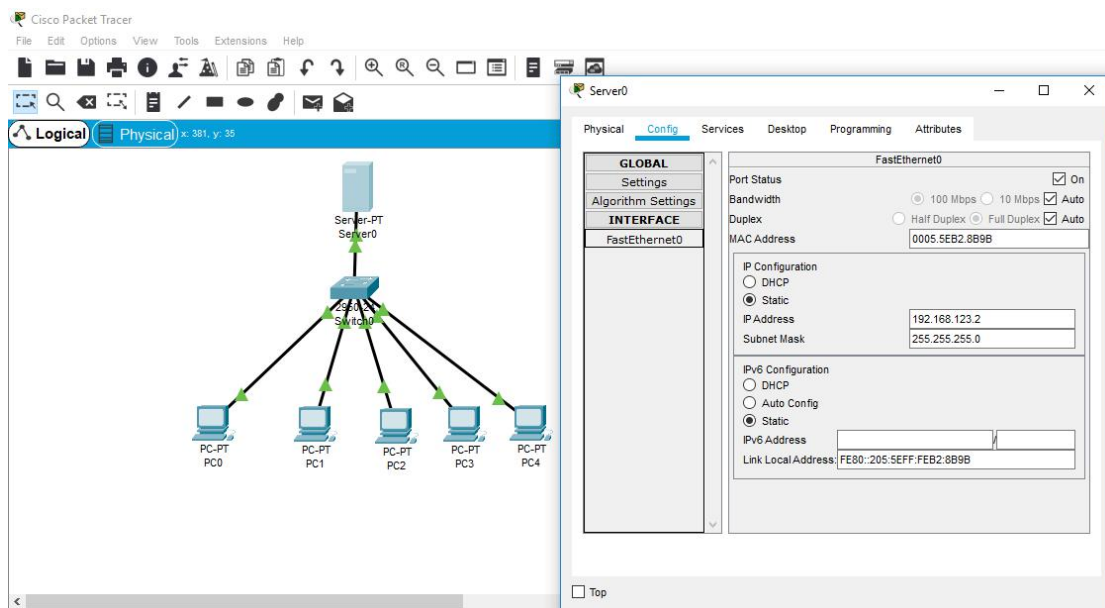 Cisco Packet Tracer
File Edit Options View Tools Extensions Help
Logical Physical x: 381, y: 35
Server-PT
Server0
2960-24
Switch0
PC-PT PC-PT PC-PT PC-PT PC-PT
PC0 PC1 PC2 PC3 PC4
Server0
Physical Config Services Desktop Programming Attributes
GLOBAL
Settings
Algorithm Settings
INTERFACE
FastEthernet0
FastEthernet0
Port Status On
Bandwidth 100 Mbps 10 Mbps Auto
Duplex Half Duplex Full Duplex Auto
MAC Address 0005.5EB2.8B9B
IP Configuration
DHCP
Static
IP Address 192.168.123.2
Subnet Mask 255.255.255.0
IPv6 Configuration
DHCP
Auto Config
Static
IPv6 Address /
Link Local Address: FE80::205:5EFF:FEB2:8B9B
Top